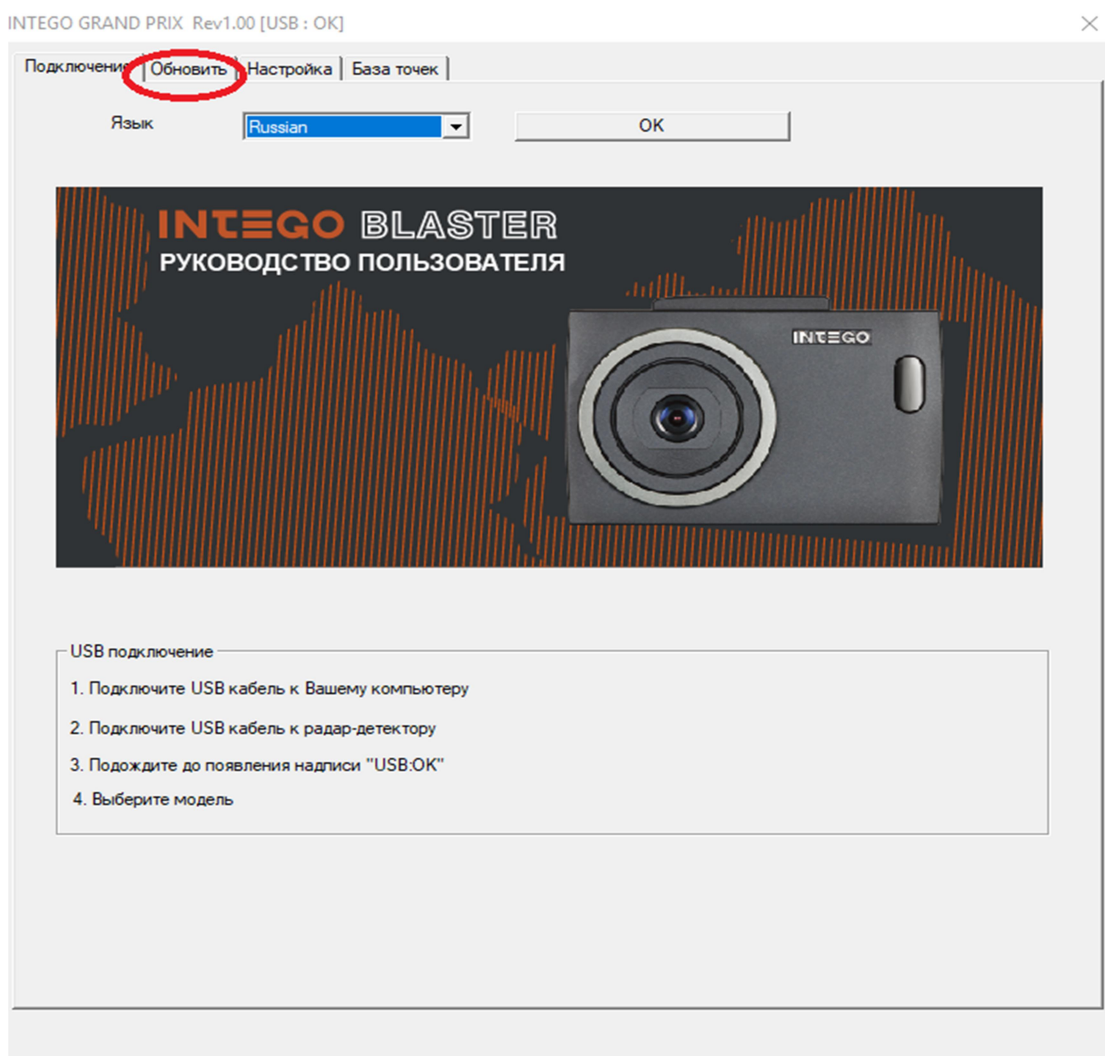 INTEGO GRAND PRIX Rev1.00 [USB : OK]
Подключение Обновить Настройка База точек
Язык Russian OK
INTEGO BLASTER
РУКОВОДСТВО ПОЛЬЗОВАТЕЛЯ
INTEGO
USB подключение
1. Подключите USB кабель к Вашему компьютеру
2. Подключите USB кабель к радар-детектору
3. Подождите до появления надписи "USB:OK"
4. Выберите модель